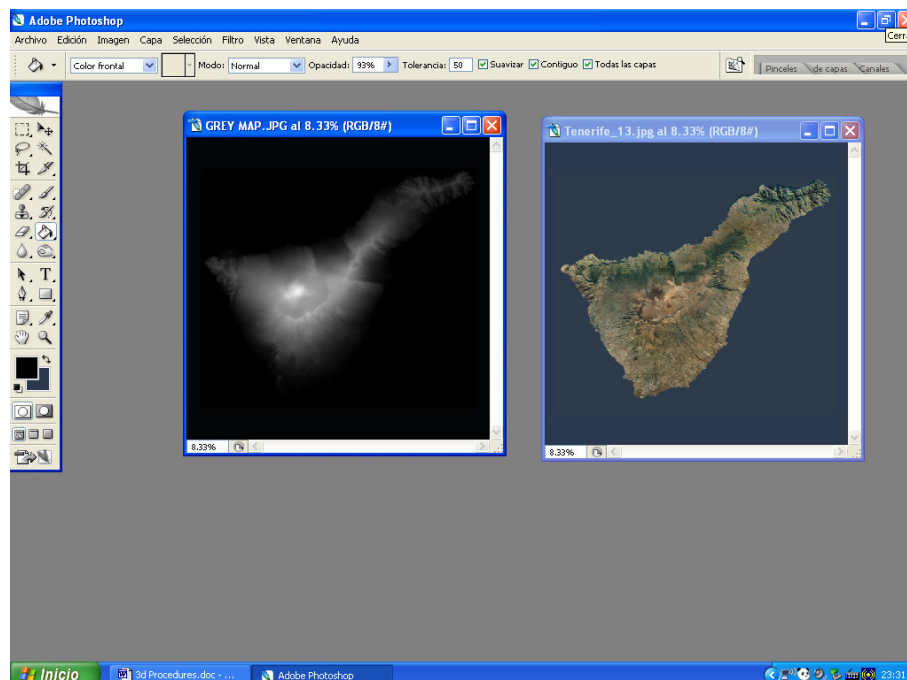 Adobe Photoshop
Cerra
Archivo Edición Imagen Capa Selección Filtro Vista Ventana Ayuda
Color frontal Modo: Normal Opacidad: 93% Tolerancia: 50 Suavizar Contiguo Todas las capas
Pinceles de capas Canales
GREY MAP.JPG al 8.33% (RGB/8#)
Tenerife_13.jpg al 8.33% (RGB/8#)
T
8.33%
8.33%
Inicio 3d Procedures.doc - ... Adobe Photoshop 23:31